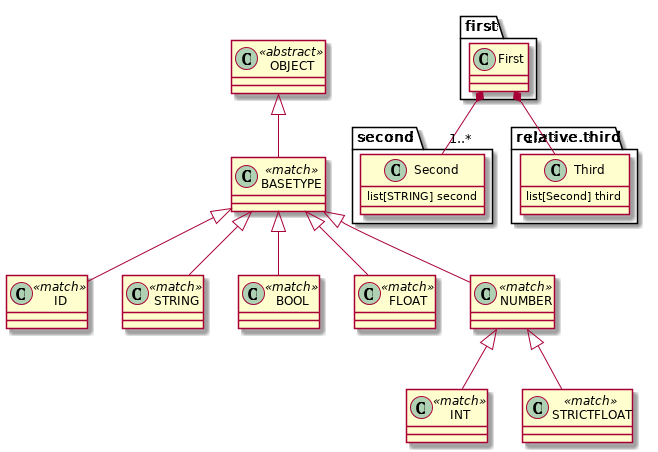 first
C First
C «abstract»
OBJECT
1..*
second
C Second
list[STRING] second
relative.third
C Third
list[Second] third
C «match»
BASETYPE
C «match»
ID
C «match»
STRING
C «match»
BOOL
C «match»
FLOAT
C «match»
NUMBER
C «match»
INT
C «match»
STRICTFLOAT